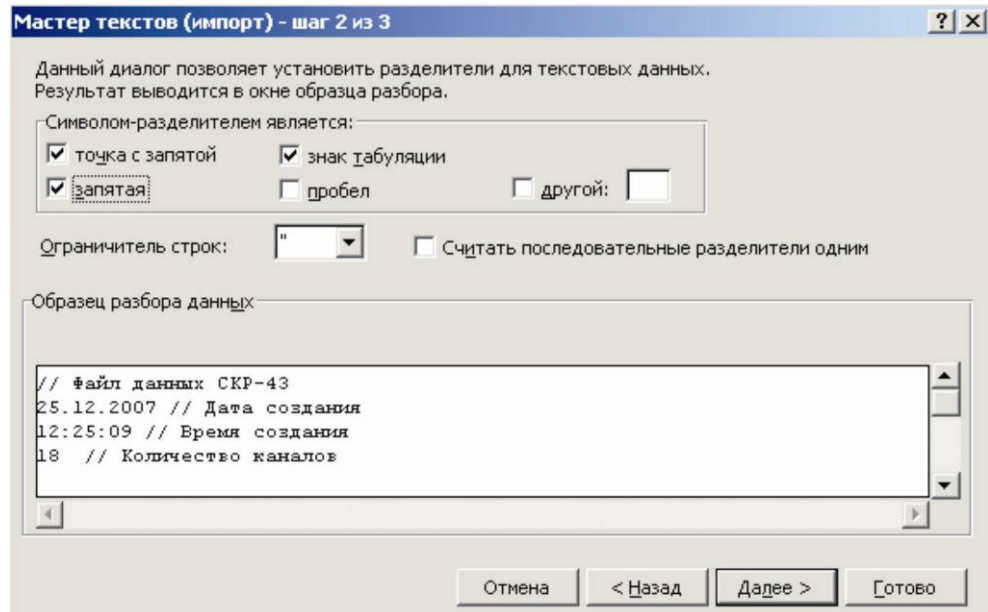 Мастер текстов (импорт) - шаг 2 из 3
Данный диалог позволяет установить разделители для текстовых данных.
Результат выводится в окне образца разбора.
Символом-разделителем является:
точка с запятой знак табуляции
запятая пробел другой:
Ограничитель строк: " Считать последовательные разделители одним
Образец разбора данных
// Файл данных СКР-43
25.12.2007 // Дата создания
12:25:09 // Время создания
18 // Количество каналов
Отмена < Назад Далее > Готово